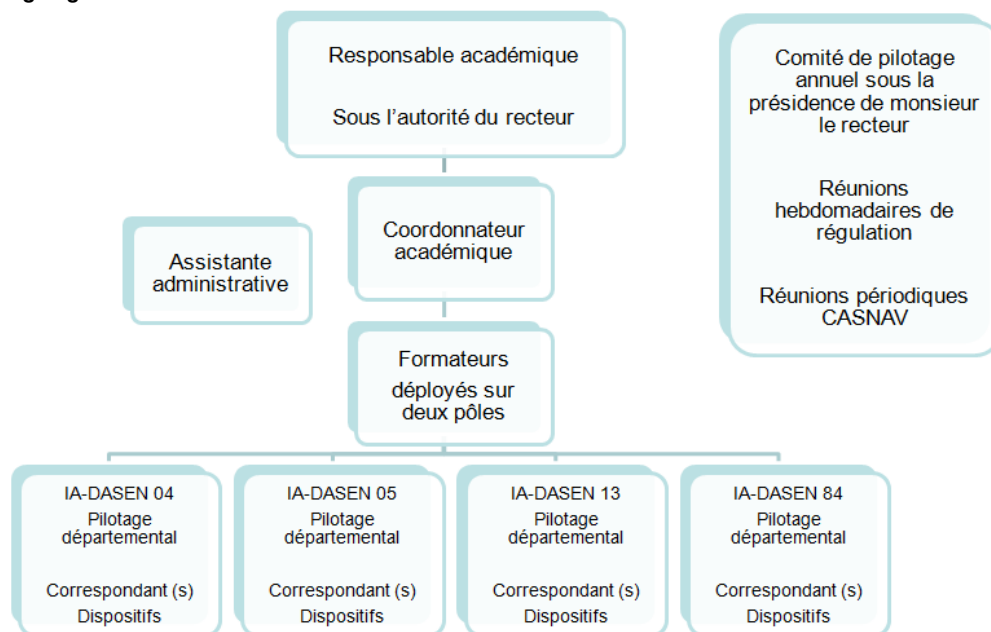 Responsable académique
Sous l'autorité du recteur
Comité de pilotage
annuel sous la
présidence de monsieur
le recteur
Réunions
hebdomadaires de
régulation
Réunions périodiques
CASNAV
Coordonnateur
académique
Assistante
administrative
Formateurs
déployés sur
deux pôles
IA-DASEN 04
Pilotage
départemental
Correspondant (s)
Dispositifs
IA-DASEN 05
Pilotage
départemental
Correspondant (s)
Dispositifs
IA-DASEN 13
Pilotage
départemental
Correspondant (s)
Dispositifs
IA-DASEN 84
Pilotage
départemental
Correspondant (s)
Dispositifs